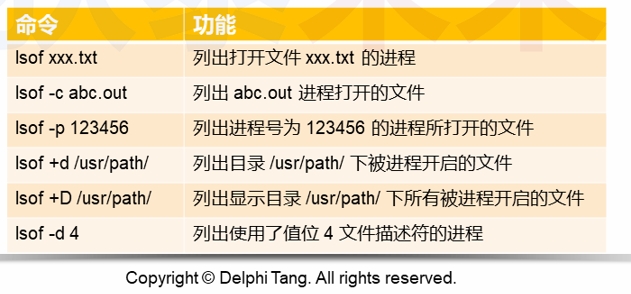 命令 功能
lsof xxx.txt 列出打开文件 xxx.txt 的进程
lsof -c abc.out 列出 abc.out 进程打开的文件
lsof -p 123456 列出进程号为 123456 的进程所打开的文件
lsof +d /usr/path/ 列出目录 /usr/path/ 下被进程开启的文件
lsof +D /usr/path/ 列出显示目录 /usr/path/ 下所有被进程开启的文件
lsof -d 4 列出使用了值位 4 文件描述符的进程
Copyright © Delphi Tang. All rights reserved.